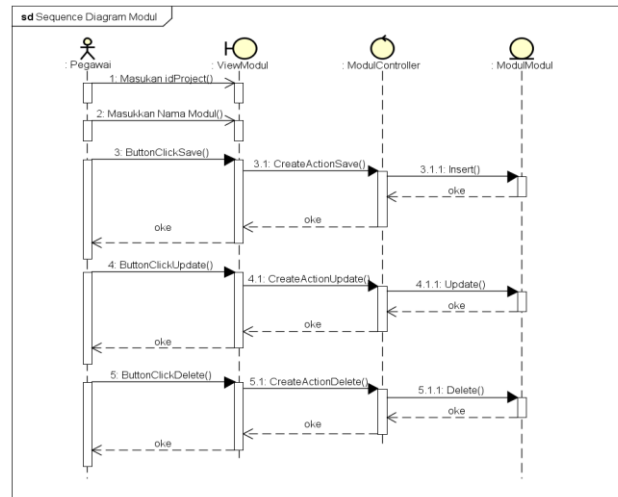 sd Sequence Diagram Modul
: Pegawai
: ViewModul
: ModulController
: ModulModul
1: Masukan idProject()
2: Masukkan Nama Modul()
3: ButtonClickSave()
3.1: CreateActionSave()
3.1.1: Insert()
oke
oke
oke
4: ButtonClickUpdate()
4.1: CreateActionUpdate()
4.1.1: Update()
oke
oke
oke
5: ButtonClickDelete()
5.1: CreateActionDelete()
5.1.1: Delete()
oke
oke
oke